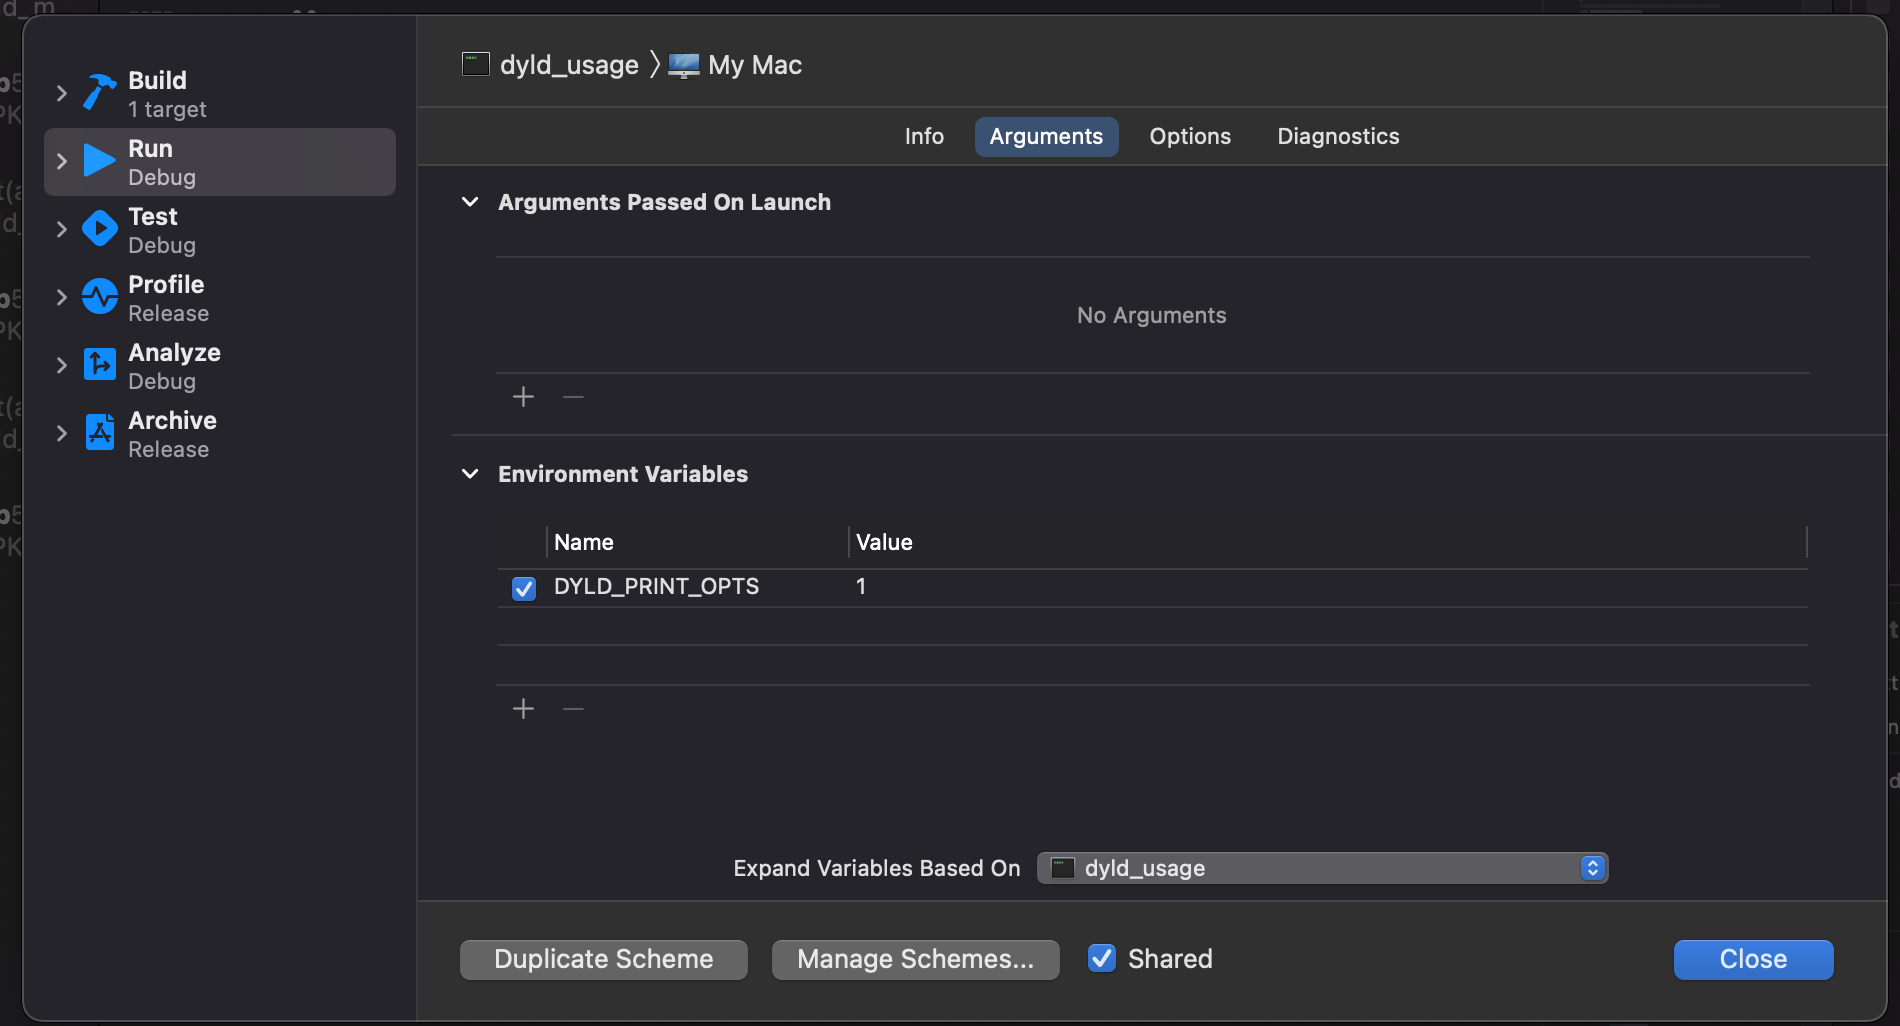 dyld_usage 〉 My Mac
Build
1 target
Run
Debug
Test
Debug
Profile
Release
Analyze
Debug
Archive
Release
Info Arguments Options Diagnostics
Arguments Passed On Launch
No Arguments
Environment Variables
Name Value
DYLD_PRINT_OPTS 1
Expand Variables Based On dyld_usage
Duplicate Scheme Manage Schemes... Shared Close